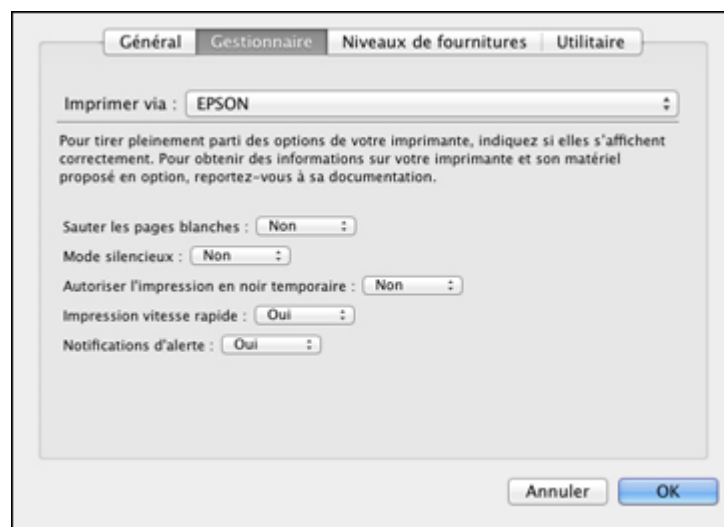 Général Gestionnaire Niveaux de fournitures Utilitaire
Imprimer via : EPSON
Pour tirer pleinement parti des options de votre imprimante, indiquez si elles s'affichent
correctement. Pour obtenir des informations sur votre imprimante et son matériel
proposé en option, reportez-vous à sa documentation.
Sauter les pages blanches : Non
Mode silencieux : Non
Autoriser l'impression en noir temporaire : Non
Impression vitesse rapide : Oui
Notifications d'alerte : Oui
Annuler OK